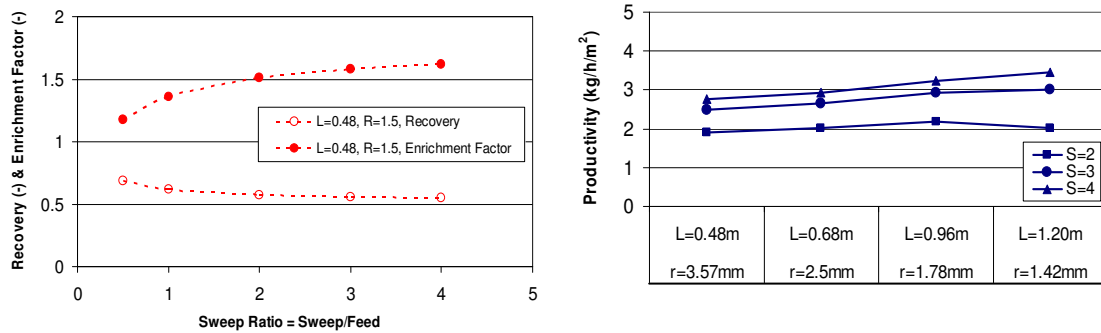 Recovery (-) & Enrichment Factor (-)
2
1.5
1
0.5
0
0
1
2
3
4
5
Sweep Ratio = Sweep/Feed
L=0.48, R=1.5, Recovery
L=0.48, R=1.5, Enrichment Factor
Productivity (kg/h/m²)
5
4
3
2
1
0
S=2
S=3
S=4
L=0.48m
L=0.68m
L=0.96m
L=1.20m
r=3.57mm
r=2.5mm
r=1.78mm
r=1.42mm